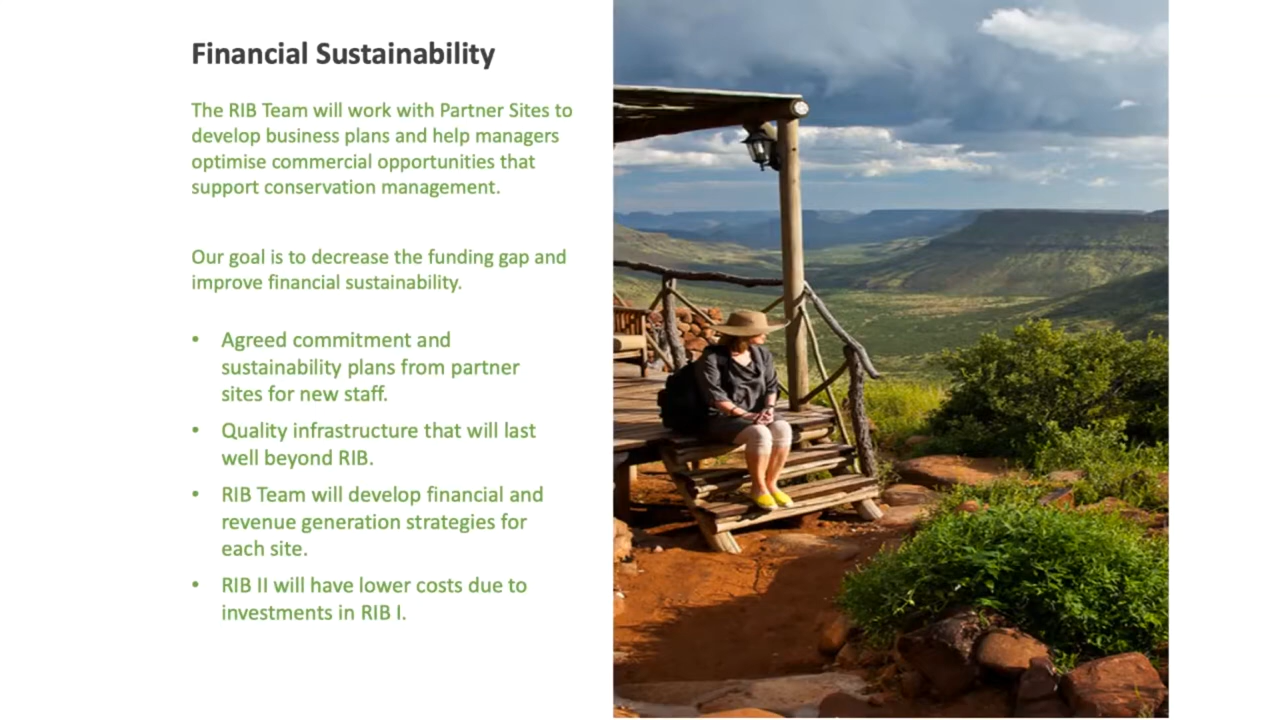 Financial Sustainability
The RIB Team will work with Partner Sites to
develop business plans and help managers
optimise commercial opportunities that
support conservation management.
Our goal is to decrease the funding gap and
improve financial sustainability.
• Agreed commitment and
sustainability plans from partner
sites for new staff.
• Quality infrastructure that will last
well beyond RIB.
• RIB Team will develop financial and
revenue generation strategies for
each site.
• RIB II will have lower costs due to
investments in RIB I.